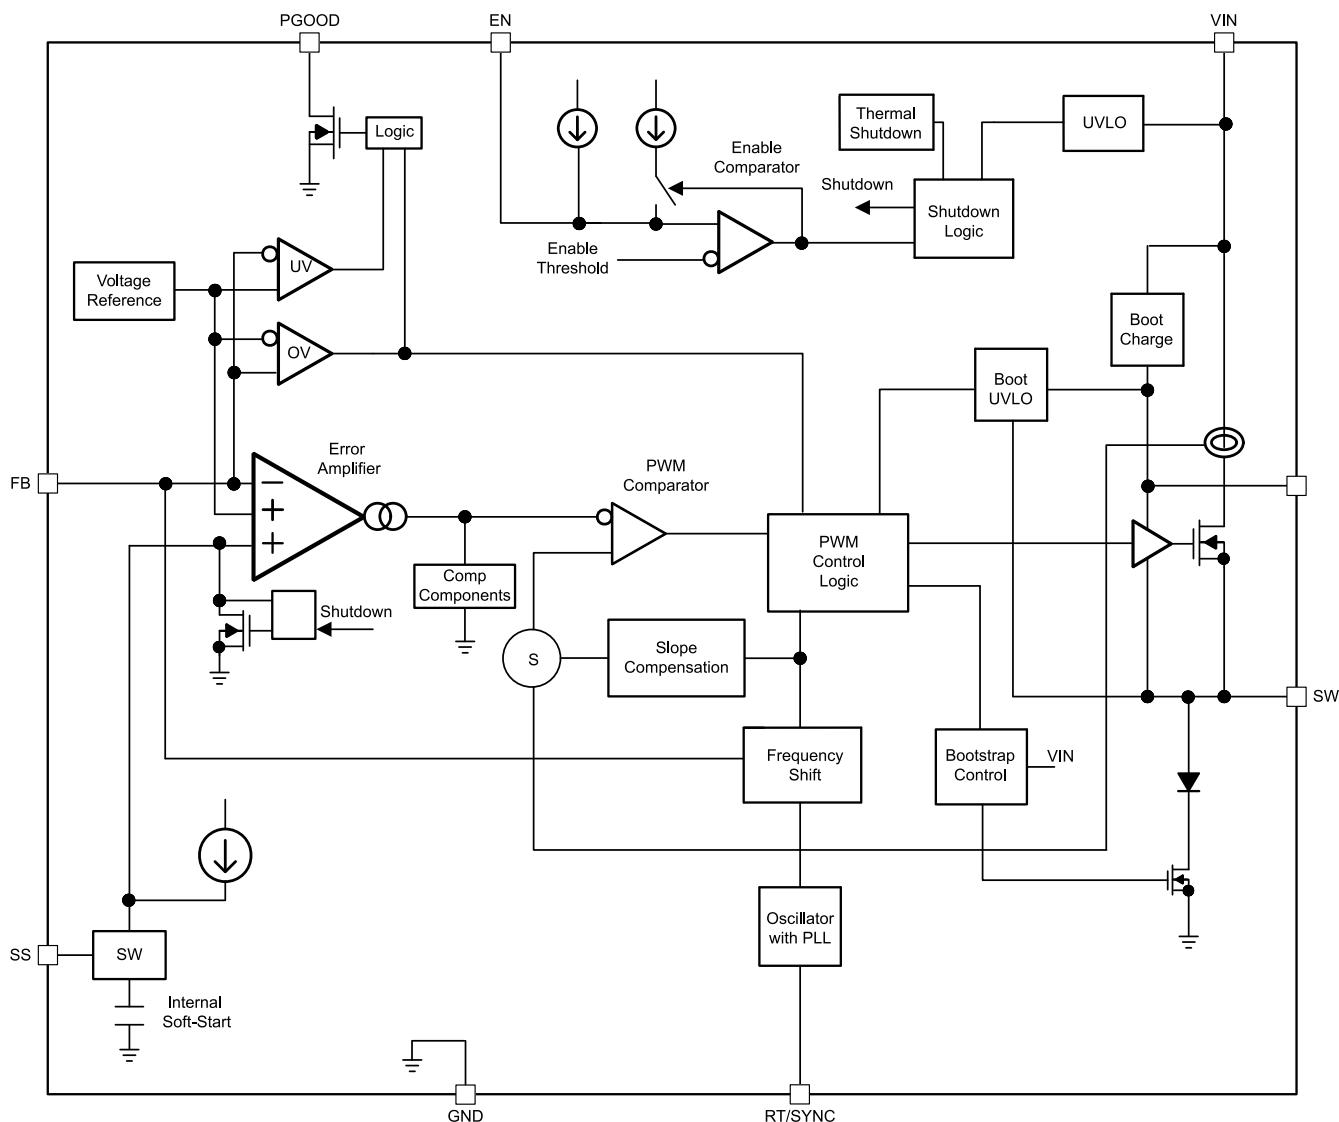 PGOOD
EN
VIN
Logic
Thermal
Shutdown
UVLO
Enable
Comparator
Shutdown
Shutdown
Logic
Enable
Threshold
Voltage
Reference
UV
OV
Boot
Charge
Boot
UVLO
Error
Amplifier
PWM
Comparator
FB
PWM
Control
Logic
Comp
Components
Shutdown
S
Slope
Compensation
SW
Frequency
Shift
Bootstrap
Control
VIN
Oscillator
with PLL
SS
SW
Internal
Soft-Start
GND
RT/SYNC